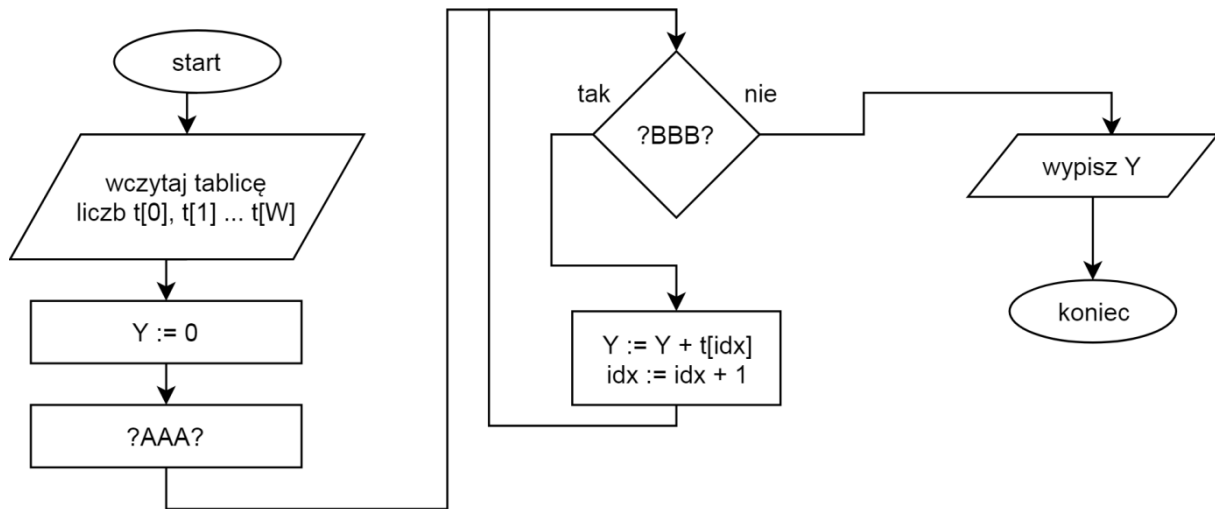 start
wczytaj tablicę
liczb t[0], t[1] ... t[W]
Y := 0
?AAA?
tak
nie
?BBB?
Y := Y + t[idx]
idx := idx + 1
wypisz Y
koniec